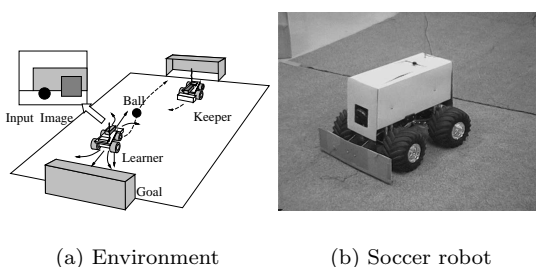 Ball
Input Image
Keeper
Learner
Goal
(a) Environment
(b) Soccer robot